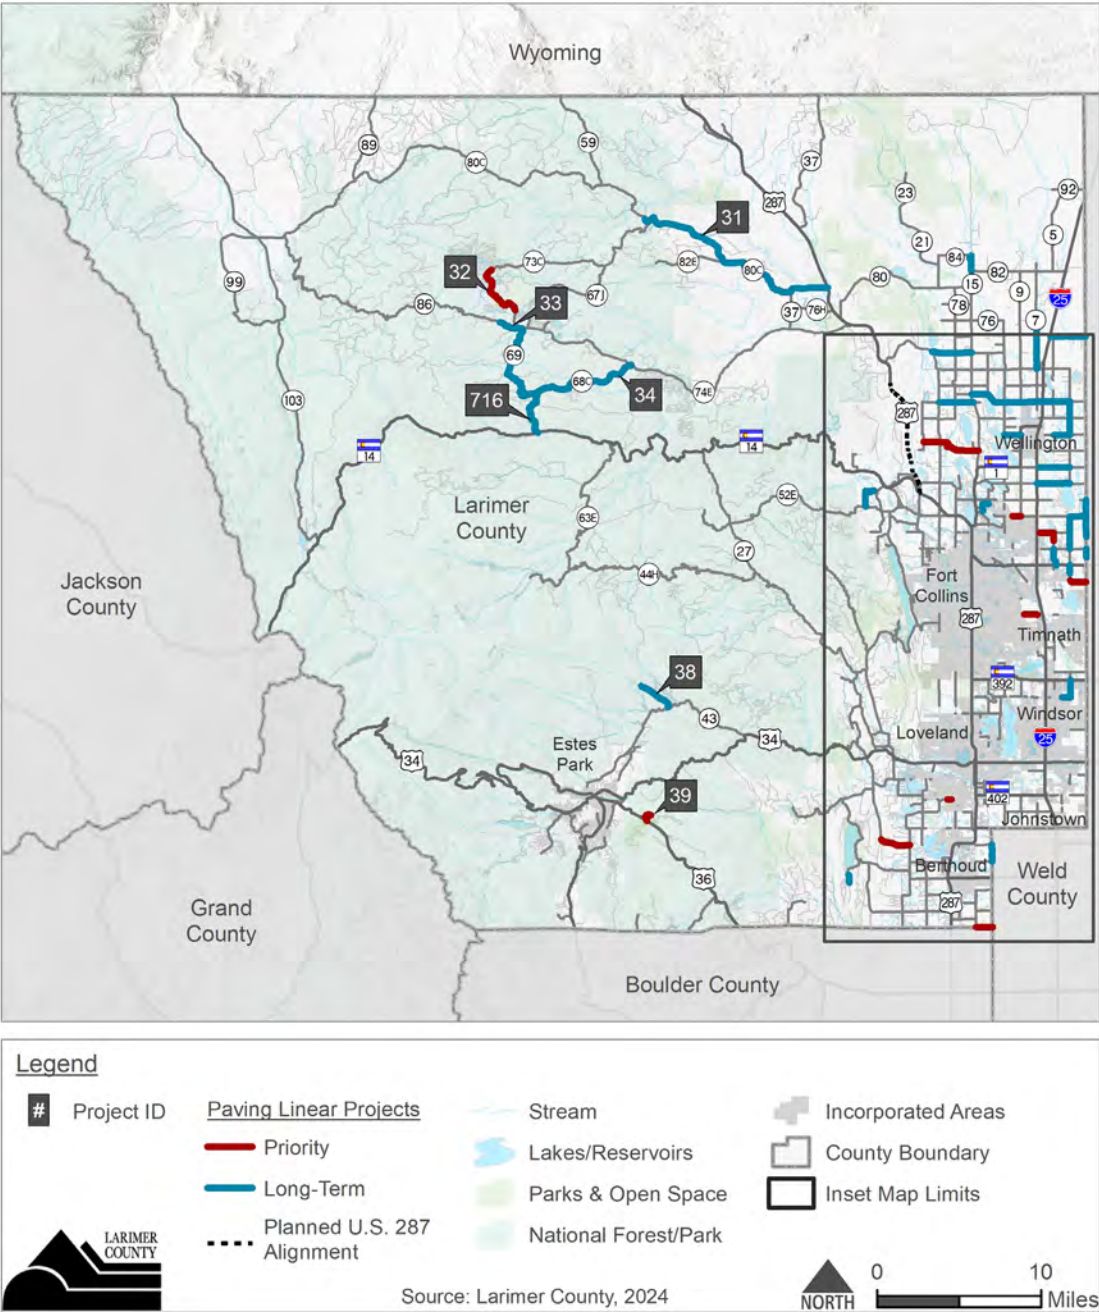 Wyoming
89
80C
59
37
287
23
92
31
21
5
99
32
73C
82E
80C
84
82
80
15
9
25
86
33
67J
37
76H
78
76
7
69
103
716
68C
34
74E
287
14
14
Wellington
1
Larimer
County
52E
63E
27
44H
Jackson
County
Fort
Collins
287
Timnath
38
392
43
Windsor
Estes
Park
34
Loveland
25
34
39
402
Johnstown
36
Berthoud
Weld
County
287
Grand
County
Boulder County
Legend
# Project ID
Paving Linear Projects
Priority
Long-Term
Planned U.S. 287
Alignment
Stream
Lakes/Reservoirs
Parks & Open Space
National Forest/Park
Incorporated Areas
County Boundary
Inset Map Limits
LARIMER
COUNTY
Source: Larimer County, 2024
NORTH
0 10
Miles